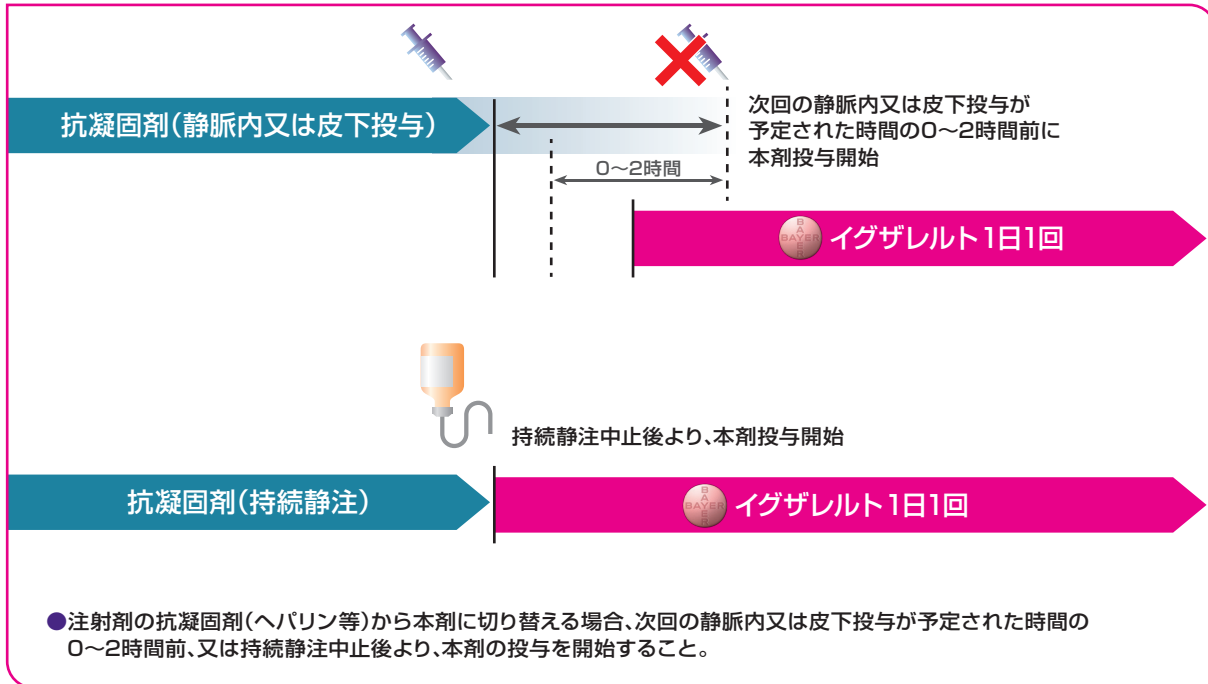 抗凝固剤(静脈内又は皮下投与)
次回の静脈内又は皮下投与が
予定された時間の0〜2時間前に
本剤投与開始
0〜2時間
BAYER
BAYER
イグザレルト1日1回
持続静注中止後より、本剤投与開始
抗凝固剤(持続静注)
BAYER
BAYER
イグザレルト1日1回
●注射剤の抗凝固剤(ヘパリン等)から本剤に切り替える場合、次回の静脈内又は皮下投与が予定された時間の
0〜2時間前、又は持続静注中止後より、本剤の投与を開始すること。